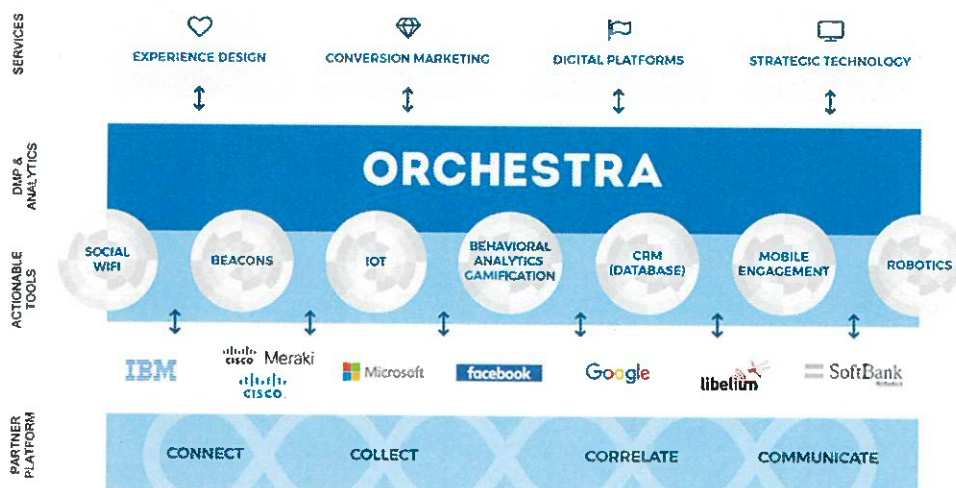 SERVICES
EXPERIENCE DESIGN
CONVERSION MARKETING
DIGITAL PLATFORMS
STRATEGIC TECHNOLOGY
DMP &
ANALYTICS
ORCHESTRA
ACTIONABLE
TOOLS
SOCIAL
WIFI
BEACONS
IOT
BEHAVIORAL
ANALYTICS
GAMIFICATION
CRM
(DATABASE)
MOBILE
ENGAGEMENT
ROBOTICS
IBM
CISCO Meraki
CISCO.
Microsoft
facebook
Google
libelium
SoftBank
Robotics
PARTNER
PLATFORM
CONNECT
COLLECT
CORRELATE
COMMUNICATE